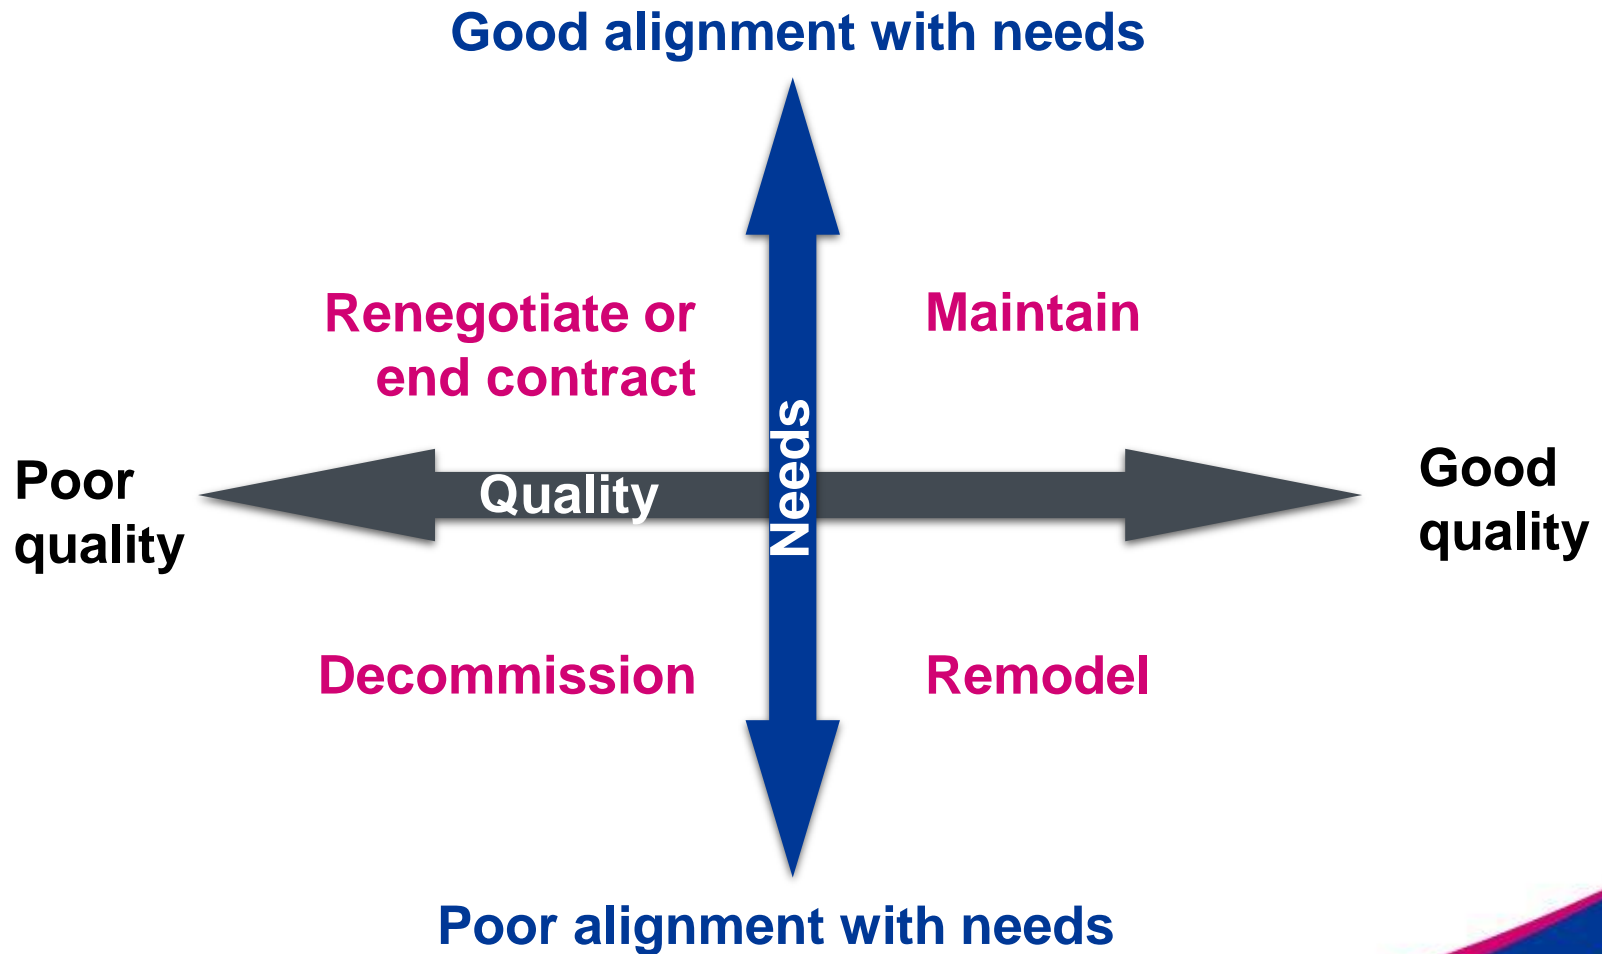 Good alignment with needs
Renegotiate or
end contract
Maintain
Poor
quality
Quality
Needs
Good
quality
Decommission
Remodel
Poor alignment with needs